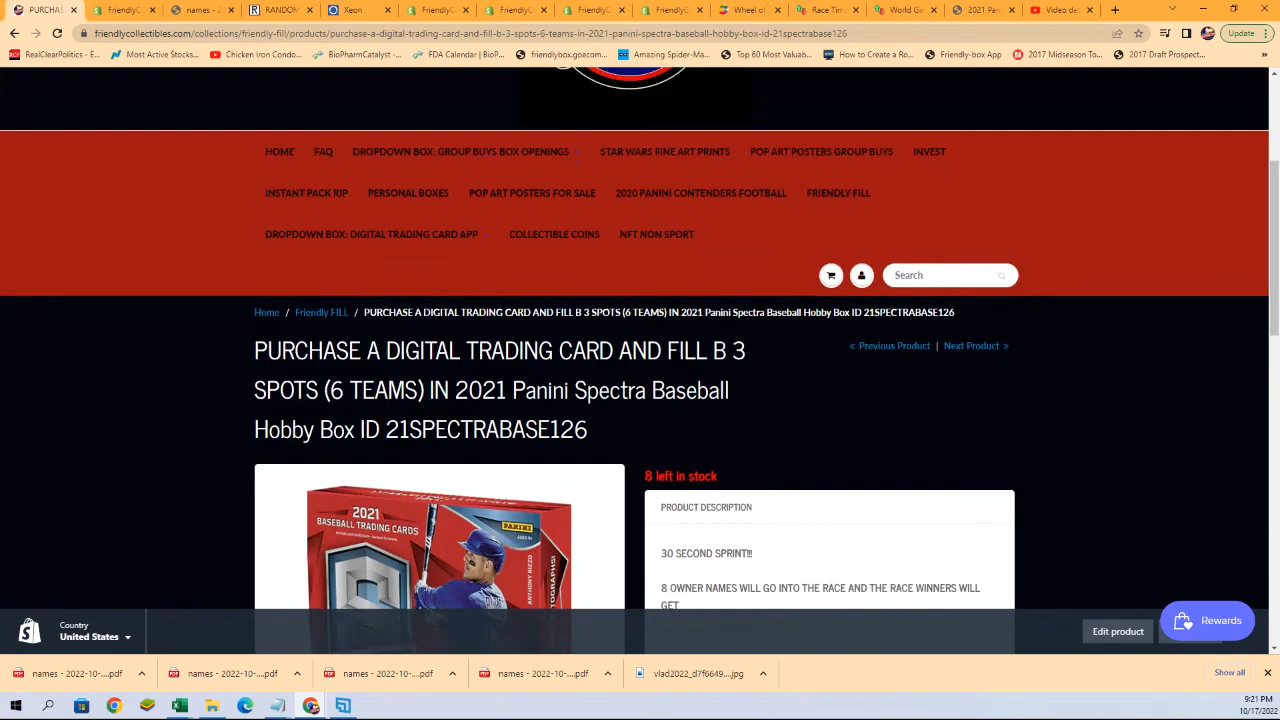 PURCHAS
FriendlyC
FriendlyC
names - 2
RANDOM
Xeon
FriendlyC
FriendlyC
FriendlyC
FriendlyC
Wheel of
Race Tim
World Ge
2021 Pan
Video de
friendlycollectibles.com/collections/friendly-fill/products/purchase-a-digital-trading-card-and-fill-b-3-spots-6-teams-in-2021-panini-spectra-baseball-hobby-box-id-21spectrabase126
Update
RealClearPolitics - E...
Most Active Stocks...
Chicken Iron Condo...
BioPharmCatalyst -...
FDA Calendar | BioP...
friendlybox.goecom...
Amazing Spider-Ma...
Top 60 Most Valuab...
How to Create a Ro...
Friendly-box App
2017 Midseason To...
2017 Draft Prospect...
HOME FAQ DROPDOWN BOX: GROUP BUYS BOX OPENINGS STAR WARS FINE ART PRINTS POP ART POSTERS GROUP BUYS INVEST
INSTANT PACK RIP PERSONAL BOXES POP ART POSTERS FOR SALE 2020 PANINI CONTENDERS FOOTBALL FRIENDLY FILL
DROPDOWN BOX: DIGITAL TRADING CARD APP COLLECTIBLE COINS NFT NON SPORT
Search
Home / Friendly FILL / PURCHASE A DIGITAL TRADING CARD AND FILL B 3 SPOTS (6 TEAMS) IN 2021 Panini Spectra Baseball Hobby Box ID 21SPECTRABASE126
PURCHASE A DIGITAL TRADING CARD AND FILL B 3
SPOTS (6 TEAMS) IN 2021 Panini Spectra Baseball
Hobby Box ID 21SPECTRABASE126
« Previous Product | Next Product »
8 left in stock
PRODUCT DESCRIPTION
30 SECOND SPRINT!!!
8 OWNER NAMES WILL GO INTO THE RACE AND THE RACE WINNERS WILL
GET
2021
BASEBALL TRADING CARDS
PANINI
ANTHONY RIZZO
Country
United States
Edit product
Rewards
names - 2022-10-....pdf
names - 2022-10-....pdf
names - 2022-10-....pdf
names - 2022-10-....pdf
vlad2022_d7f6649....jpg
Show all
9:21 PM
10/17/2022